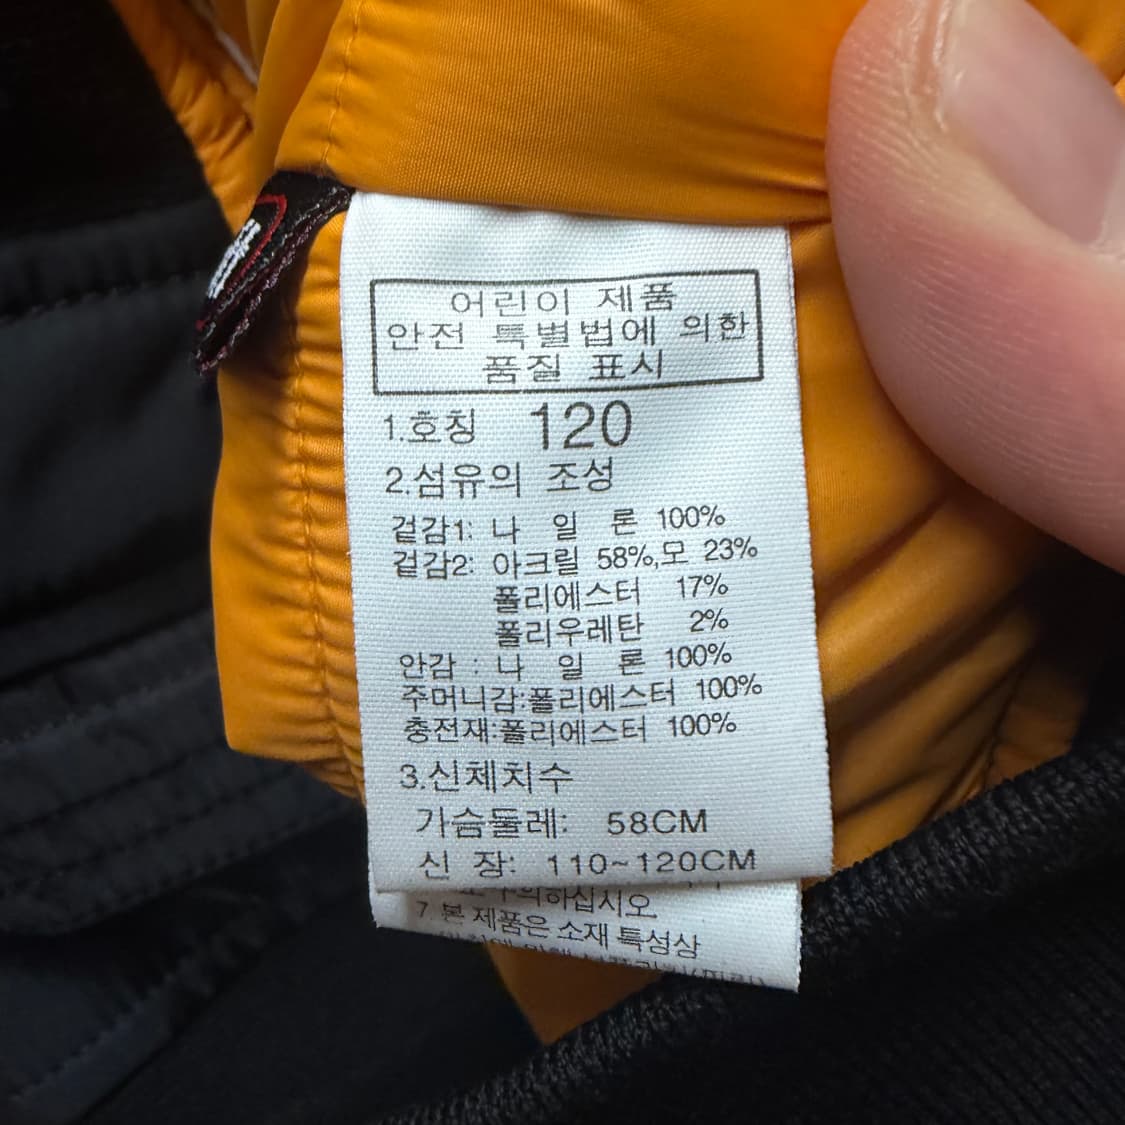 어린이 제품
안전 특별법에 의한
품질 표시
1.호칭 120
2.섬유의 조성
겉감1: 나 일 론 100%
겉감2: 아크릴 58%,모 23%
폴리에스터 17%
폴리우레탄 2%
안감 : 나 일 론 100%
주머니감:폴리에스터 100%
충전재:폴리에스터 100%
3.신체치수
가슴둘레: 58CM
신 장: 110~120CM
하십시오
7 본 제품은 소재 특성상